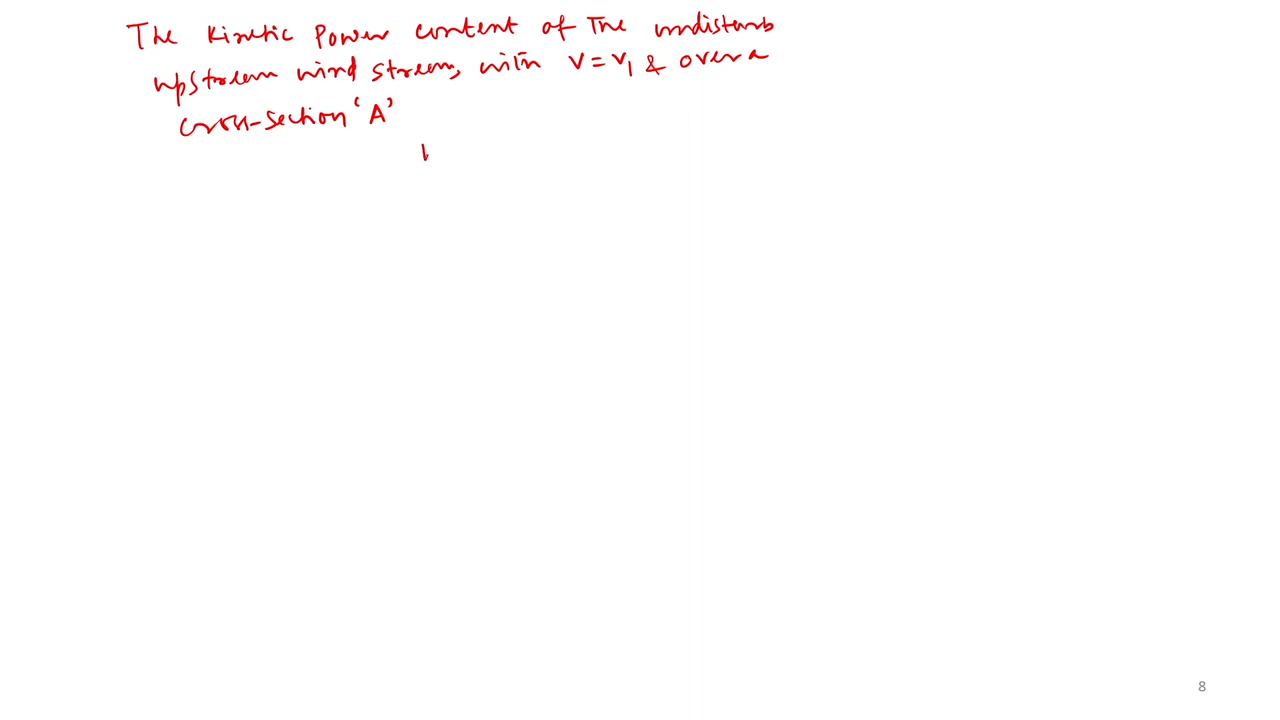 The Kinetic Power content of The undisturb
upstream wind stream, with V = V₁ & over a
cross-section 'A'
8